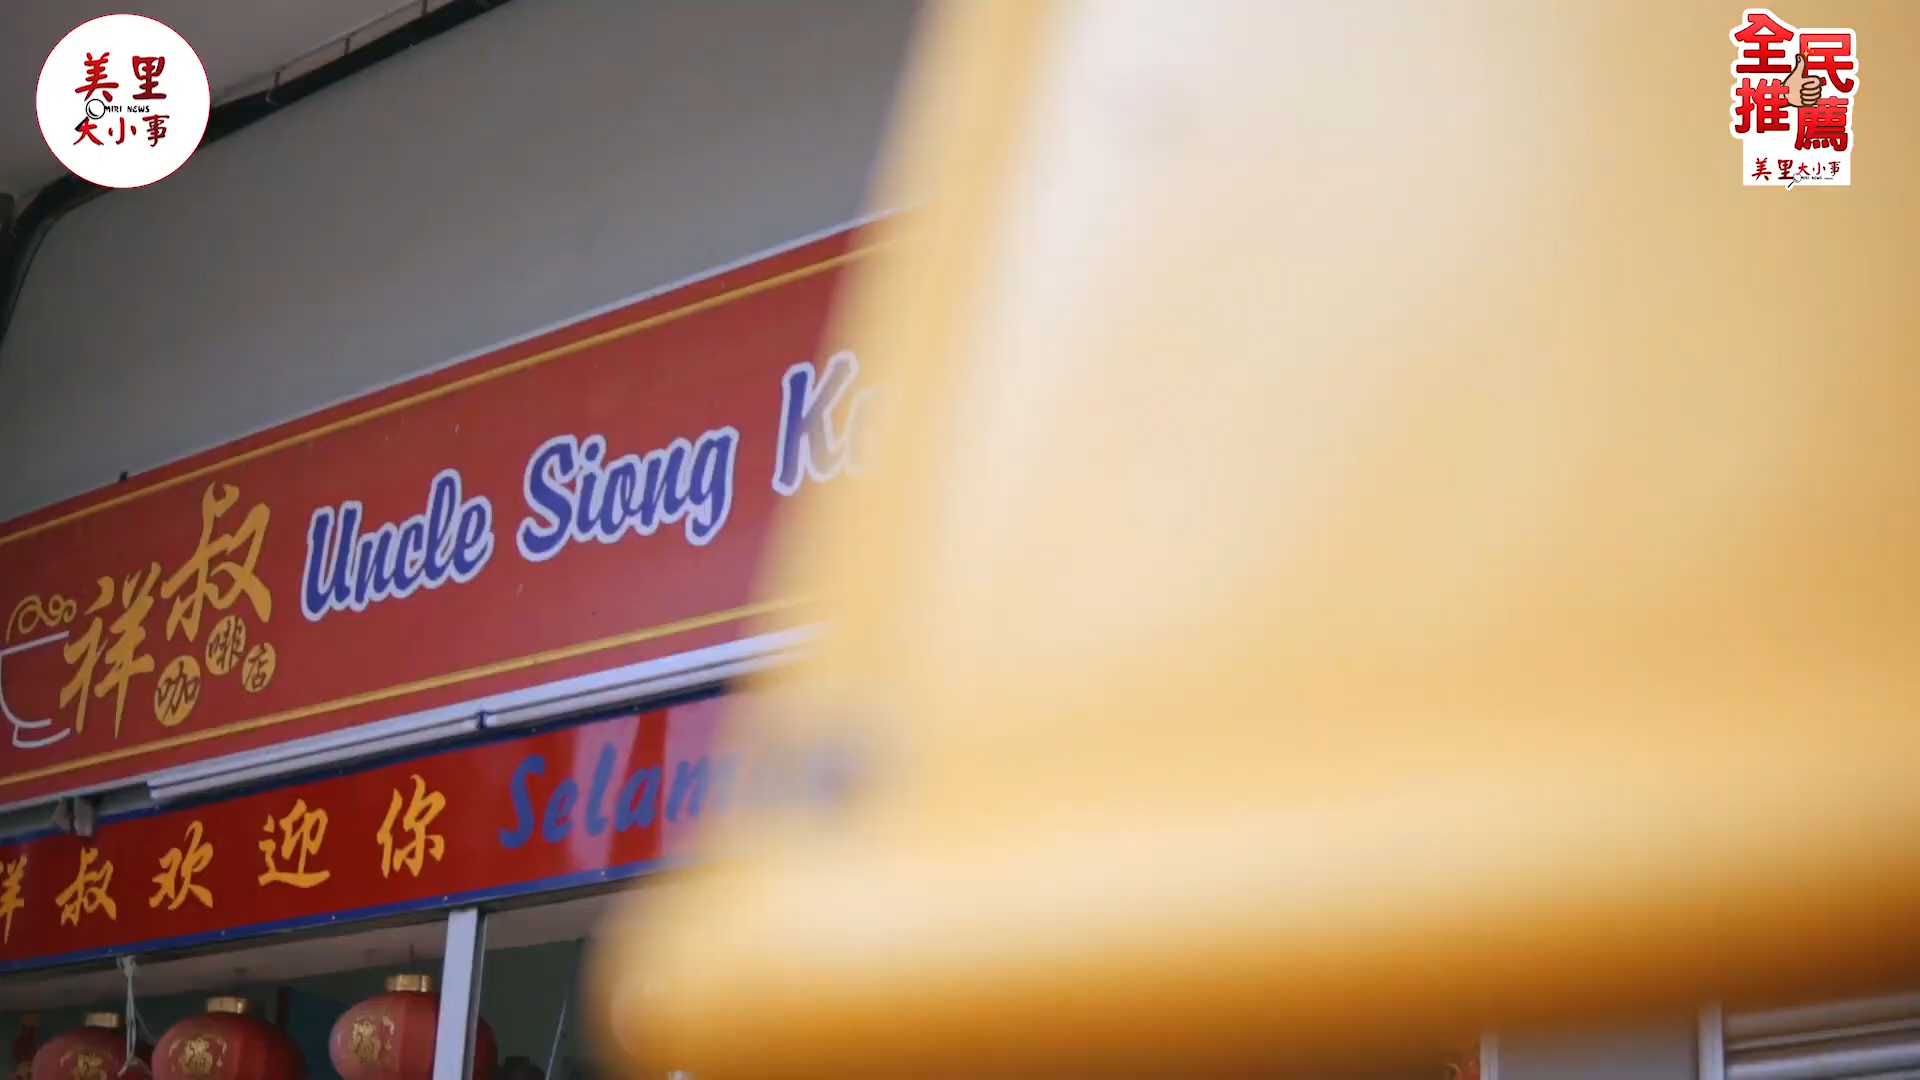 美里
MIRI NEWS
大小事
全民
推薦
美里大小事
祥叔
咖啡店
Uncle Siong
祥叔欢迎你